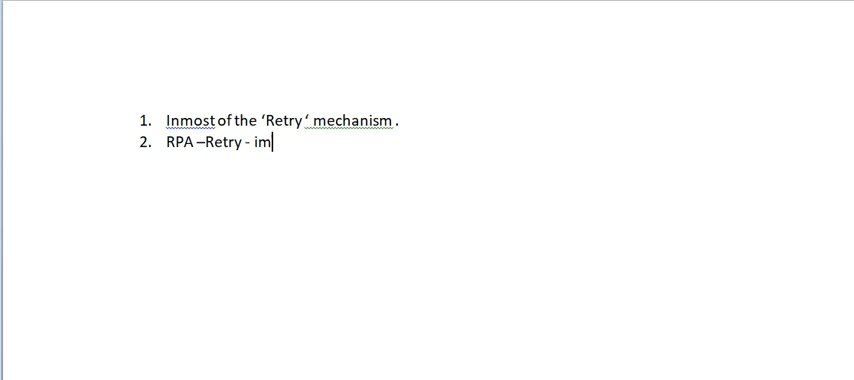 1. Inmost of the ‘Retry‘ mechanism .
2. RPA –Retry - im